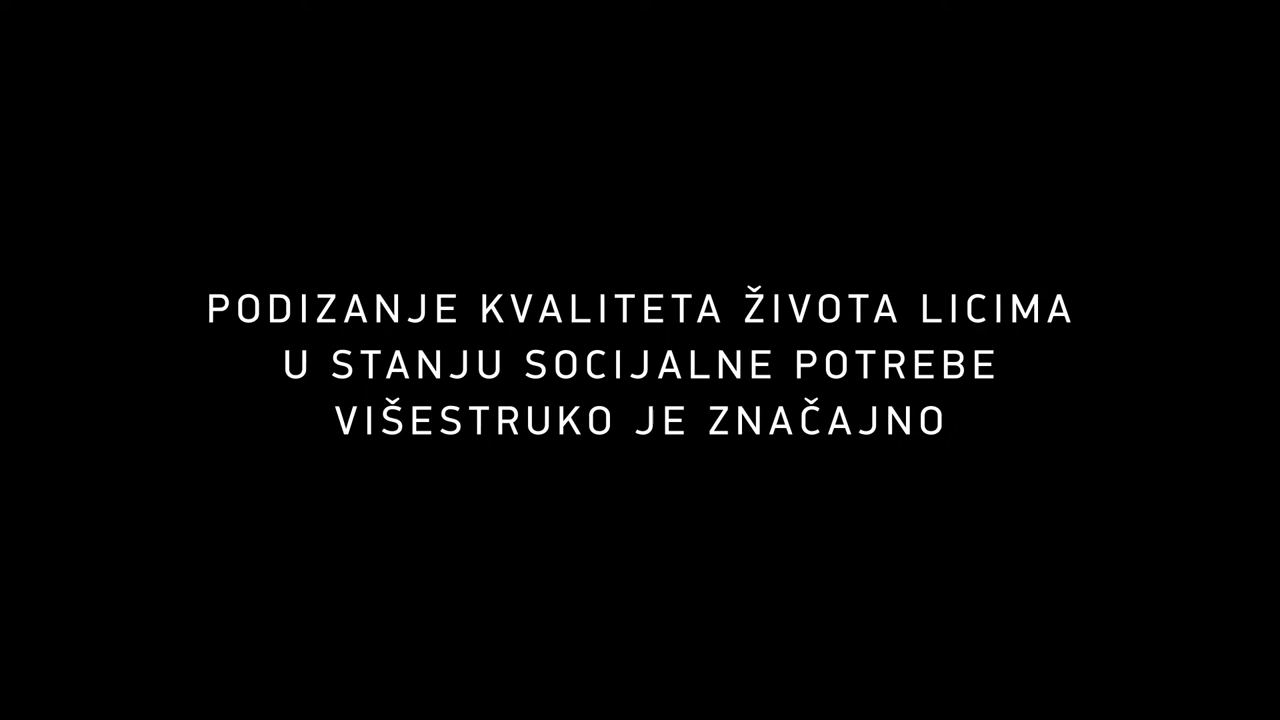 PODIZANJE KVALITETA ŽIVOTA LICIMA
U STANJU SOCIJALNE POTREBE
VIŠESTRUKO JE ZNAČAJNO